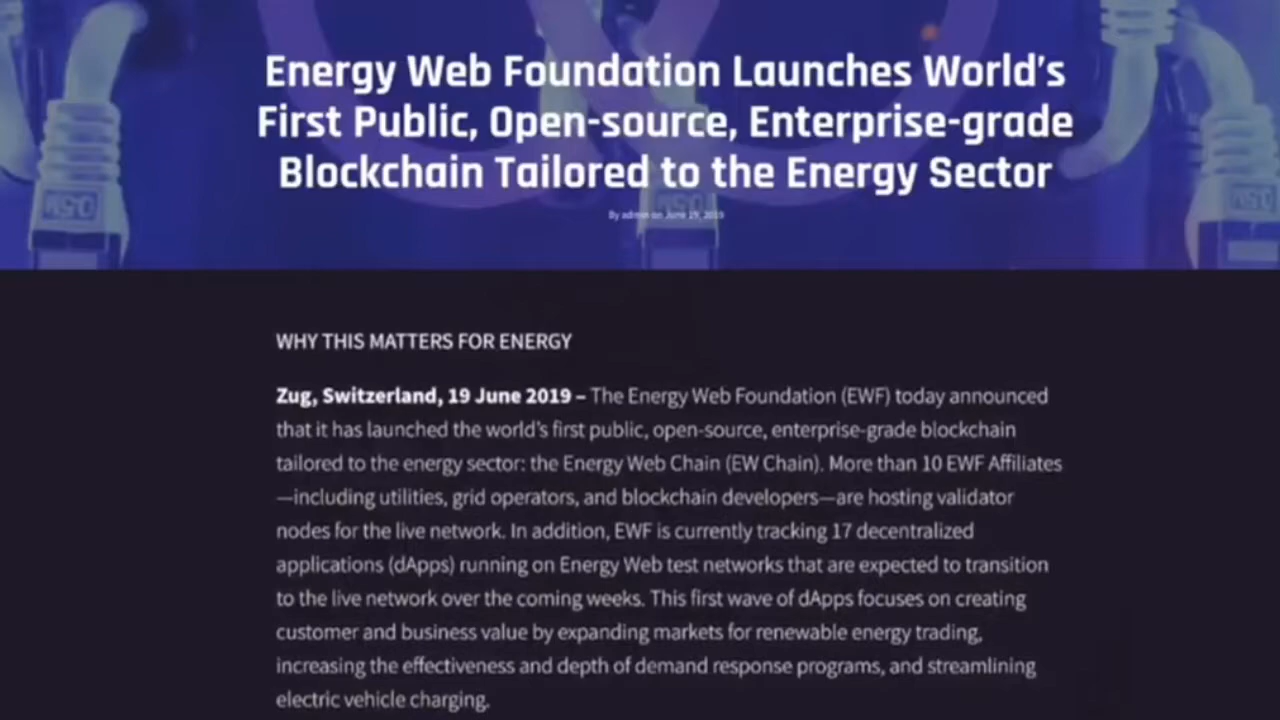 Energy Web Foundation Launches World's
First Public, Open-source, Enterprise-grade
Blockchain Tailored to the Energy Sector
By admin on June 19, 2019
WHY THIS MATTERS FOR ENERGY
Zug, Switzerland, 19 June 2019 – The Energy Web Foundation (EWF) today announced
that it has launched the world's first public, open-source, enterprise-grade blockchain
tailored to the energy sector: the Energy Web Chain (EW Chain). More than 10 EWF Affiliates
—including utilities, grid operators, and blockchain developers—are hosting validator
nodes for the live network. In addition, EWF is currently tracking 17 decentralized
applications (dApps) running on Energy Web test networks that are expected to transition
to the live network over the coming weeks. This first wave of dApps focuses on creating
customer and business value by expanding markets for renewable energy trading,
increasing the effectiveness and depth of demand response programs, and streamlining
electric vehicle charging.